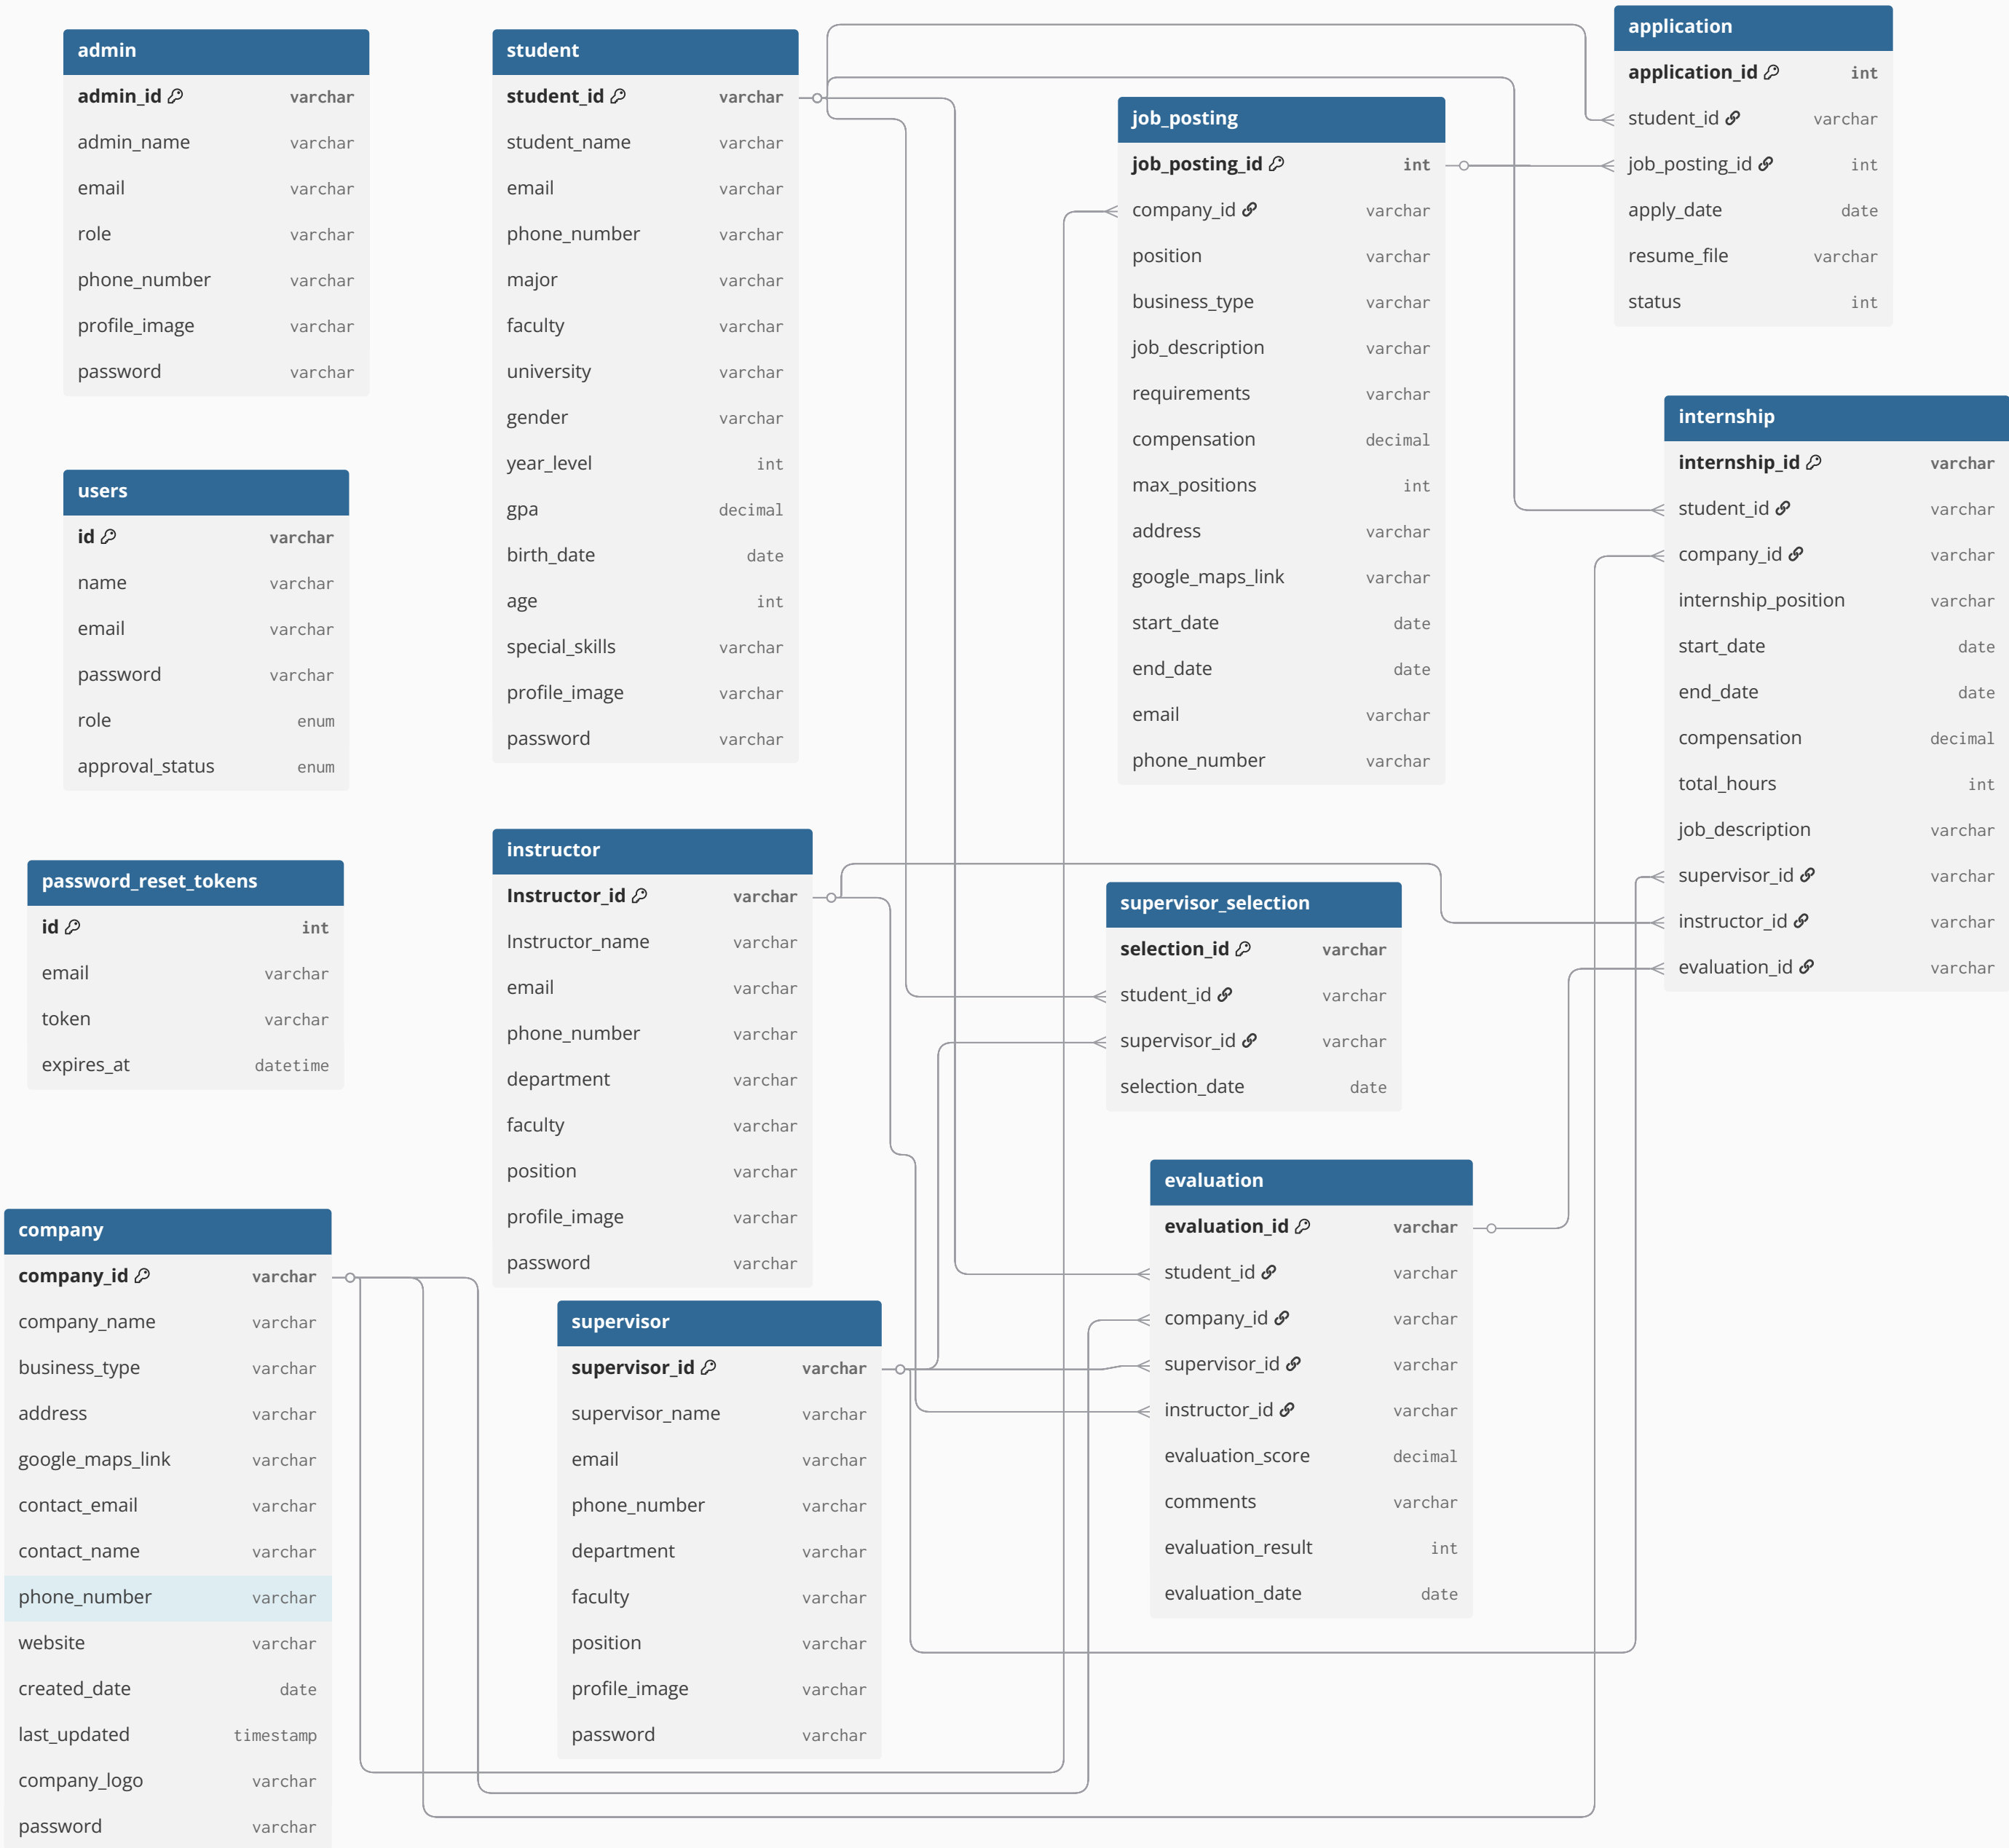 admin
admin_id varchar
admin_name varchar
email varchar
role varchar
phone_number varchar
profile_image varchar
password varchar
users
id varchar
name varchar
email varchar
password varchar
role enum
approval_status enum
password_reset_tokens
id int
email varchar
token varchar
expires_at datetime
company
company_id varchar
company_name varchar
business_type varchar
address varchar
google_maps_link varchar
contact_email varchar
contact_name varchar
phone_number varchar
website varchar
created_date date
last_updated timestamp
company_logo varchar
password varchar
student
student_id varchar
student_name varchar
email varchar
phone_number varchar
major varchar
faculty varchar
university varchar
gender varchar
year_level int
gpa decimal
birth_date date
age int
special_skills varchar
profile_image varchar
password varchar
instructor
Instructor_id varchar
Instructor_name varchar
email varchar
phone_number varchar
department varchar
faculty varchar
position varchar
profile_image varchar
password varchar
supervisor
supervisor_id varchar
supervisor_name varchar
email varchar
phone_number varchar
department varchar
faculty varchar
position varchar
profile_image varchar
password varchar
job_posting
job_posting_id int
company_id varchar
position varchar
business_type varchar
job_description varchar
requirements varchar
compensation decimal
max_positions int
address varchar
google_maps_link varchar
start_date date
end_date date
email varchar
phone_number varchar
supervisor_selection
selection_id varchar
student_id varchar
supervisor_id varchar
selection_date date
evaluation
evaluation_id varchar
student_id varchar
company_id varchar
supervisor_id varchar
instructor_id varchar
evaluation_score decimal
comments varchar
evaluation_result int
evaluation_date date
application
application_id int
student_id varchar
job_posting_id int
apply_date date
resume_file varchar
status int
internship
internship_id varchar
student_id varchar
company_id varchar
internship_position varchar
start_date date
end_date date
compensation decimal
total_hours int
job_description varchar
supervisor_id varchar
instructor_id varchar
evaluation_id varchar